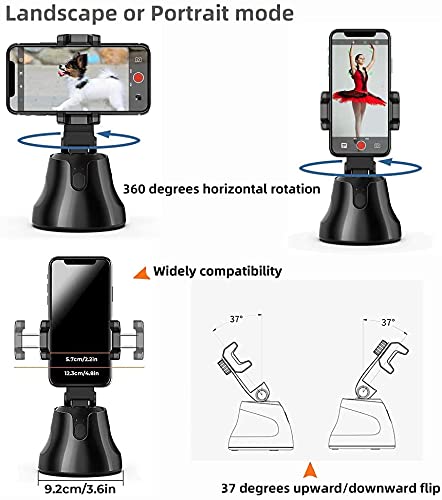 Landscape or Portrait mode
360 degrees horizontal rotation
Widely compatibility
5.7cm/2.2in
12.3cm/4.8in
9.2cm/3.6in
37°
37°
37 degrees upward/downward flip